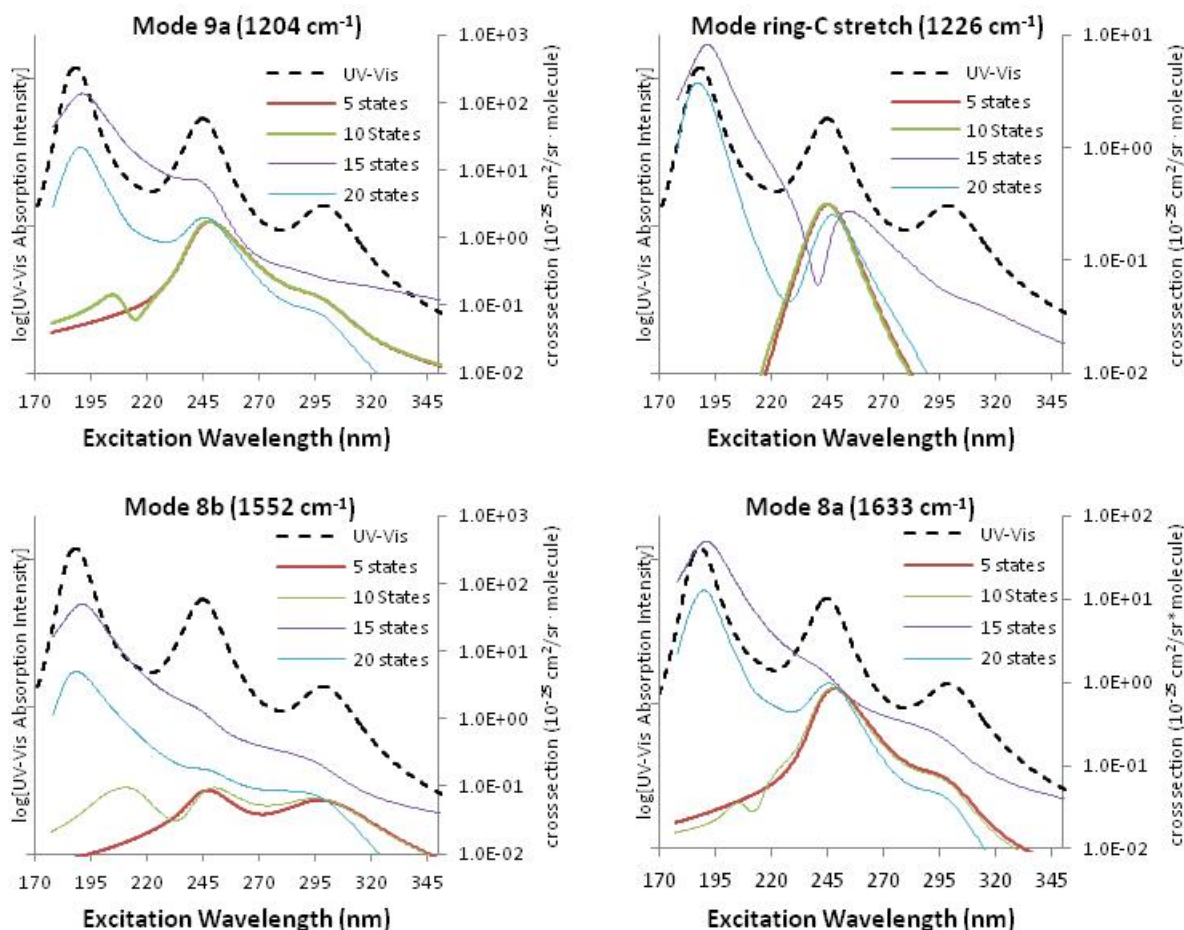 Mode 9a (1204 cm⁻¹)
log[UV-Vis Absorption Intensity]
UV-Vis
5 states
10 States
15 states
20 states
1.0E+03
1.0E+02
1.0E+01
1.0E+00
1.0E-01
1.0E-02
cross section (10⁻²⁵ cm²/sr · molecule)
170 195 220 245 270 295 320 345
Excitation Wavelength (nm)
Mode ring-C stretch (1226 cm⁻¹)
log[UV-Vis Absorption Intensity]
UV-Vis
5 states
10 States
15 states
20 states
1.0E+01
1.0E+00
1.0E-01
1.0E-02
cross section (10⁻²⁵ cm²/sr · molecule)
170 195 220 245 270 295 320 345
Excitation Wavelength (nm)
Mode 8b (1552 cm⁻¹)
log[UV-Vis Absorption Intensity]
UV-Vis
5 states
10 States
15 states
20 states
1.0E+03
1.0E+02
1.0E+01
1.0E+00
1.0E-01
1.0E-02
cross section (10⁻²⁵ cm²/sr · molecule)
170 195 220 245 270 295 320 345
Excitation Wavelength (nm)
Mode 8a (1633 cm⁻¹)
log[UV-Vis Absorption Intensity]
UV-Vis
5 states
10 States
15 states
20 states
1.0E+02
1.0E+01
1.0E+00
1.0E-01
1.0E-02
cross section (10⁻²⁵ cm²/sr*molecule)
170 195 220 245 270 295 320 345
Excitation Wavelength (nm)